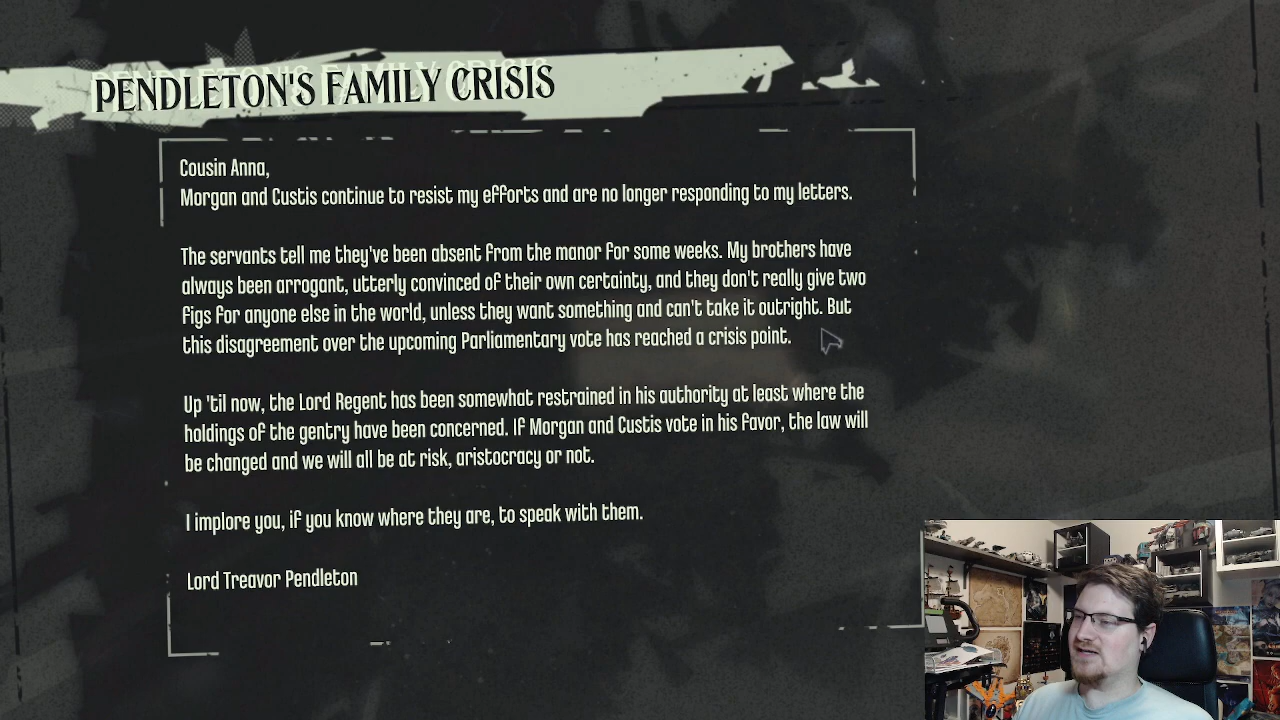 PENDLETON'S FAMILY CRISIS
Cousin Anna,
Morgan and Custis continue to resist my efforts and are no longer responding to my letters.
The servants tell me they've been absent from the manor for some weeks. My brothers have
always been arrogant, utterly convinced of their own certainty, and they don't really give two
figs for anyone else in the world, unless they want something and can't take it outright. But
this disagreement over the upcoming Parliamentary vote has reached a crisis point.
Up 'til now, the Lord Regent has been somewhat restrained in his authority at least where the
holdings of the gentry have been concerned. If Morgan and Custis vote in his favor, the law will
be changed and we will all be at risk, aristocracy or not.
I implore you, if you know where they are, to speak with them.
Lord Treavor Pendleton